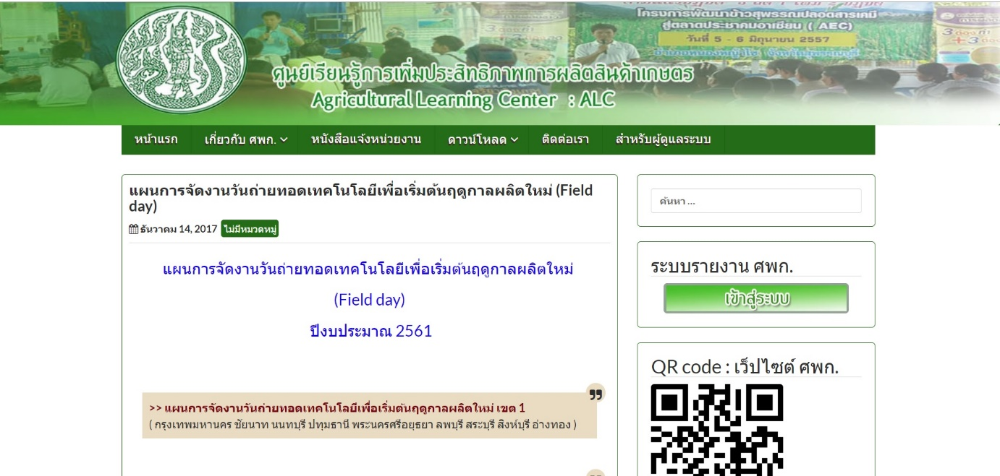 โครงการพัฒนาข้าวสุพรรณปลอดสารเคมี
สู่ตลาดประชาคมอาเซียน ( AEC)
วันที่ 5 - 6 มิถุนายน 2557
ศูนย์เรียนรู้การเพิ่มประสิทธิภาพการผลิตสินค้าเกษตร
Agricultural Learning Center : ALC
หน้าแรก เกี่ยวกับ ศพก. หนังสือแจ้งหน่วยงาน ดาวน์โหลด ติดต่อเรา สำหรับผู้ดูแลระบบ
แผนการจัดงานวันถ่ายทอดเทคโนโลยีเพื่อเริ่มต้นฤดูกาลผลิตใหม่ (Field
day)
ธันวาคม 14, 2017 ไม่มีหมวดหมู่
แผนการจัดงานวันถ่ายทอดเทคโนโลยีเพื่อเริ่มต้นฤดูกาลผลิตใหม่
(Field day)
ปีงบประมาณ 2561
>> แผนการจัดงานวันถ่ายทอดเทคโนโลยีเพื่อเริ่มต้นฤดูกาลผลิตใหม่ เขต 1
( กรุงเทพมหานคร ชัยนาท นนทบุรี ปทุมธานี พระนครศรีอยุธยา ลพบุรี สระบุรี สิงห์บุรี อ่างทอง )
ค้นหา ...
ระบบรายงาน ศพก.
เข้าสู่ระบบ
QR code : เว็ปไซต์ ศพก.